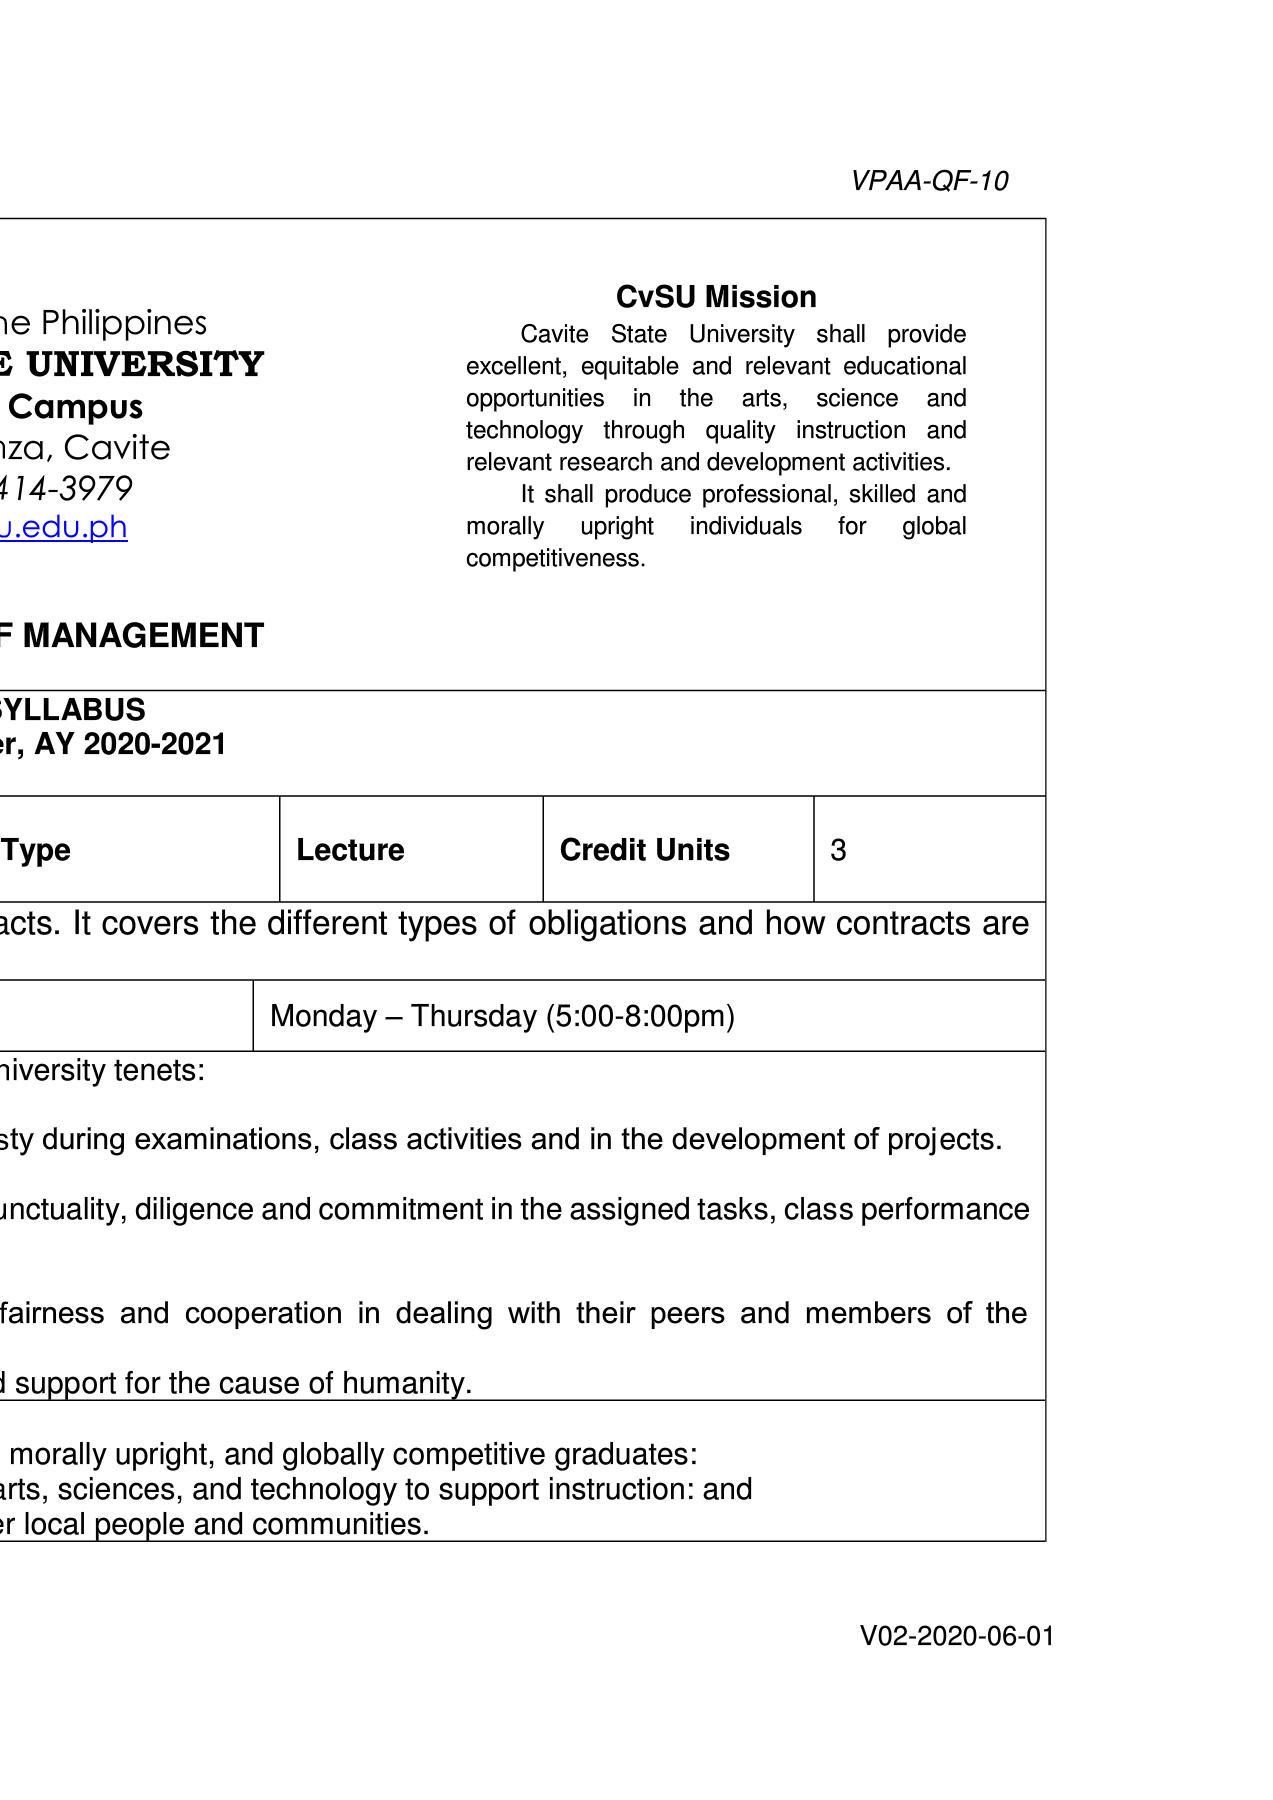 VPAA-QF-10
ne Philippines
E UNIVERSITY
Campus
nza, Cavite
414-3979
u.edu.ph
F MANAGEMENT
CvSU Mission
Cavite State University shall provide
excellent, equitable and relevant educational
opportunities in the arts, science and
technology through quality instruction and
relevant research and development activities.
It shall produce professional, skilled and
morally upright individuals for global
competitiveness.
SYLLABUS
er, AY 2020-2021
Type Lecture Credit Units 3
acts. It covers the different types of obligations and how contracts are
Monday – Thursday (5:00-8:00pm)
niversity tenets:
sty during examinations, class activities and in the development of projects.
unctuality, diligence and commitment in the assigned tasks, class performance
fairness and cooperation in dealing with their peers and members of the
d support for the cause of humanity.
morally upright, and globally competitive graduates:
arts, sciences, and technology to support instruction: and
er local people and communities.
V02-2020-06-01